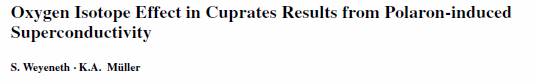 Oxygen Isotope Effect in Cuprates Results from Polaron-induced
Superconductivity
S. Weyeneth · K.A. Müller